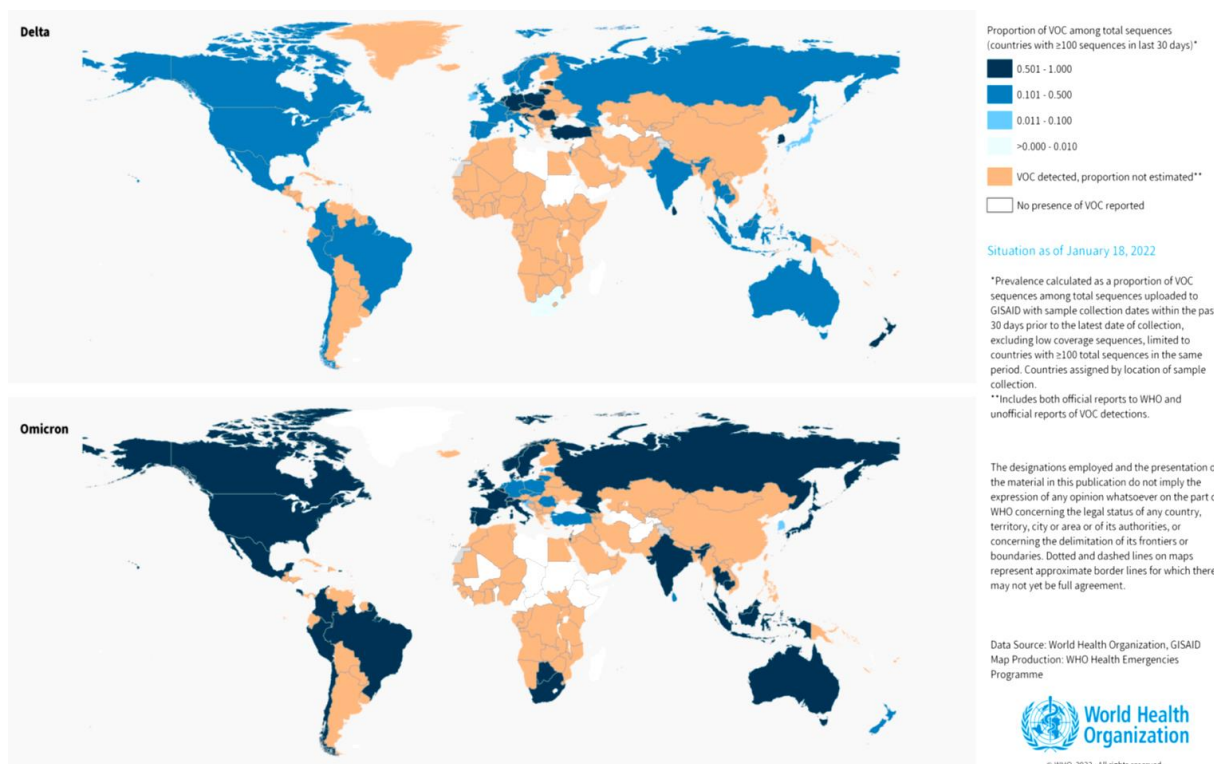 Delta
Proportion of VOC among total sequences
(countries with ≥100 sequences in last 30 days)*
0.501 - 1.000
0.101 - 0.500
0.011 - 0.100
>0.000 - 0.010
VOC detected, proportion not estimated**
No presence of VOC reported
Situation as of January 18, 2022
*Prevalence calculated as a proportion of VOC
sequences among total sequences uploaded to
GISAID with sample collection dates within the pas
30 days prior to the latest date of collection,
excluding low coverage sequences, limited to
countries with ≥100 total sequences in the same
period. Countries assigned by location of sample
collection.
**Includes both official reports to WHO and
unofficial reports of VOC detections.
Omicron
The designations employed and the presentation o
the material in this publication do not imply the
expression of any opinion whatsoever on the part o
WHO concerning the legal status of any country,
territory, city or area or of its authorities, or
concerning the delimitation of its frontiers or
boundaries. Dotted and dashed lines on maps
represent approximate border lines for which there
may not yet be full agreement.
Data Source: World Health Organization, GISAID
Map Production: WHO Health Emergencies
Programme
World Health
Organization
© WHO 2022. All rights reserved